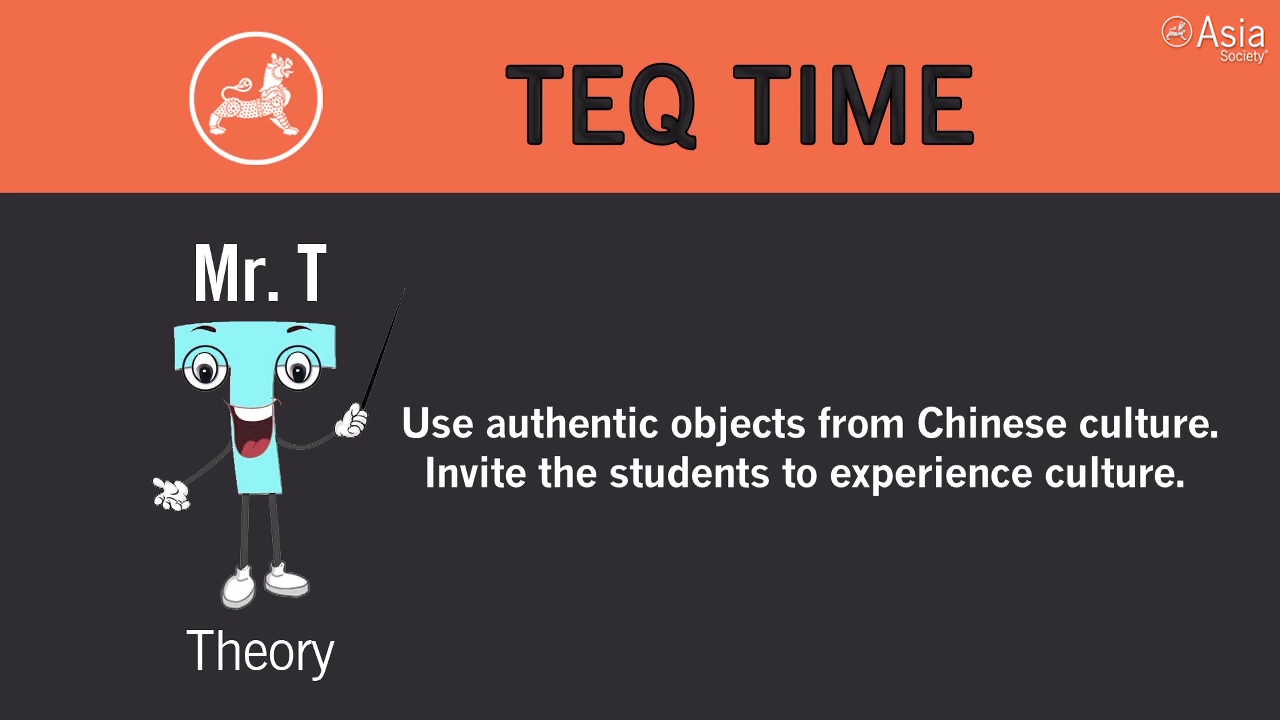 Asia
Society
TEQ TIME
Mr. T
Use authentic objects from Chinese culture.
Invite the students to experience culture.
Theory